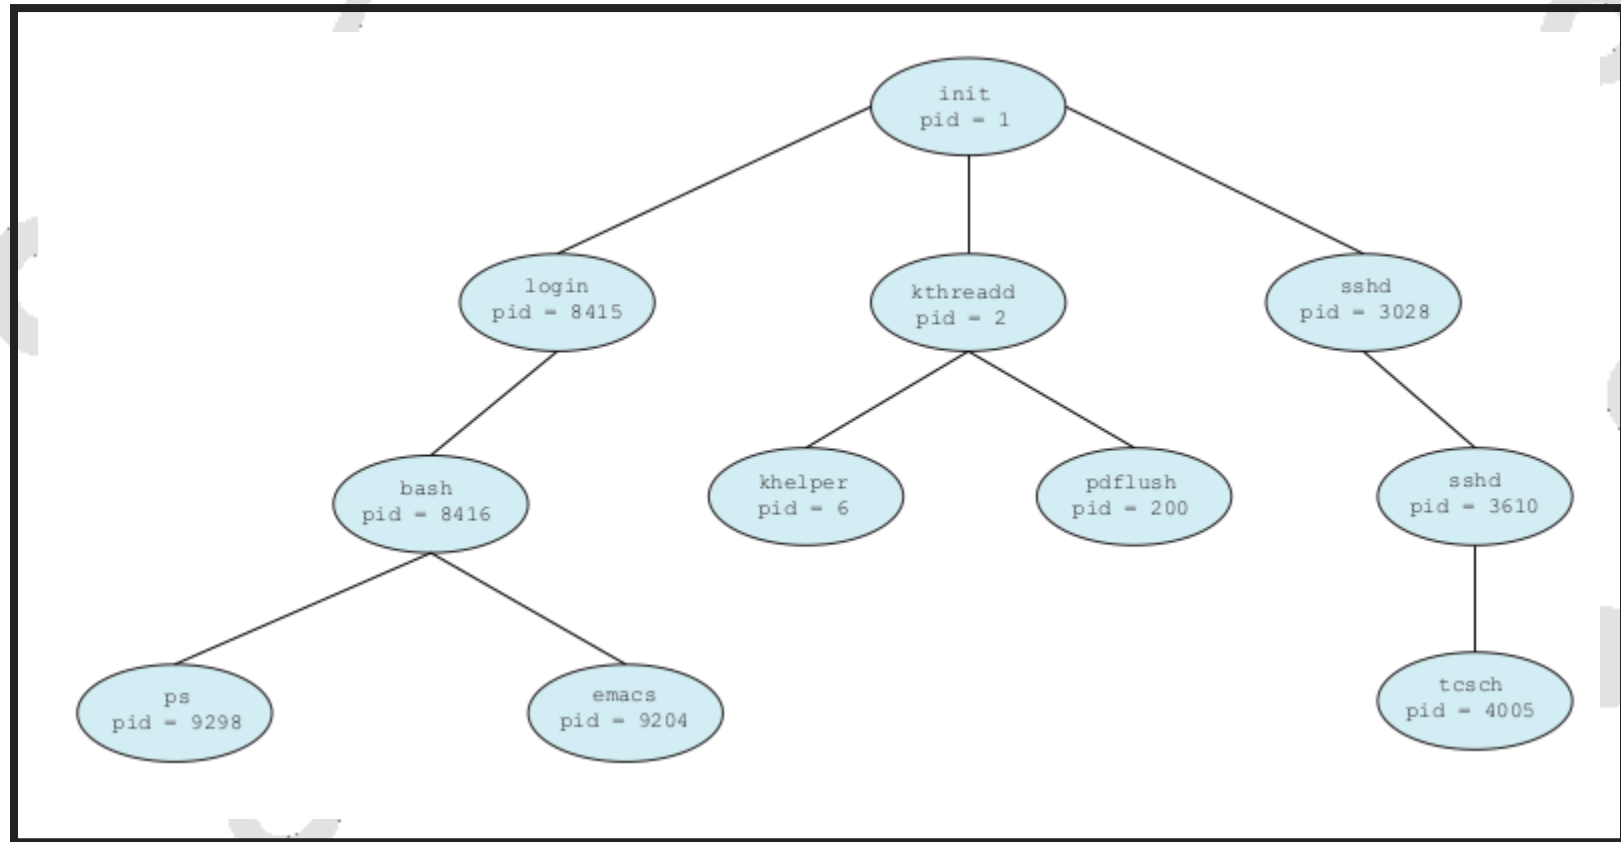 init
pid = 1
login
pid = 8415
kthreadd
pid = 2
sshd
pid = 3028
bash
pid = 8416
khelper
pid = 6
pdflush
pid = 200
sshd
pid = 3610
ps
pid = 9298
emacs
pid = 9204
tcsch
pid = 4005